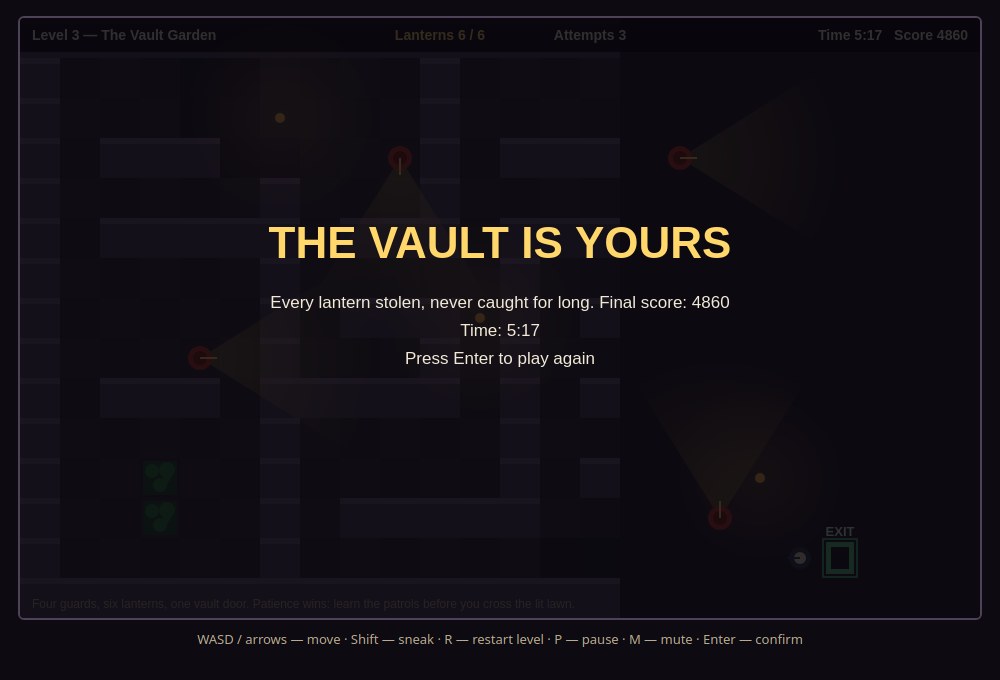 Level 3 — The Vault Garden
Lanterns 6 / 6
Attempts 3
Time 5:17 Score 4860
THE VAULT IS YOURS
Every lantern stolen, never caught for long. Final score: 4860
Time: 5:17
Press Enter to play again
EXIT
Four guards, six lanterns, one vault door. Patience wins: learn the patrols before you cross the lit lawn.
WASD / arrows — move · Shift — sneak · R — restart level · P — pause · M — mute · Enter — confirm